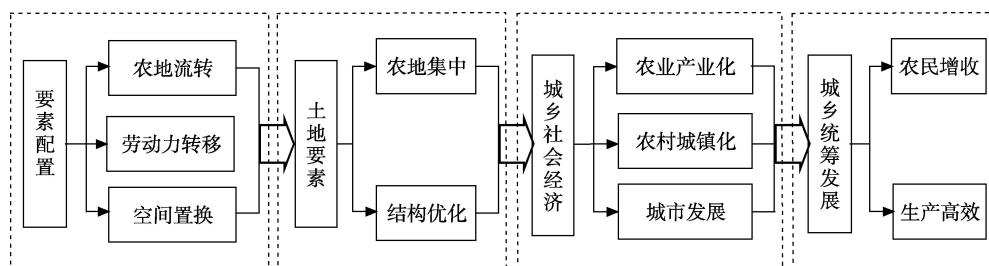 要素配置
农地流转
劳动力转移
空间置换
土地要素
农地集中
结构优化
城乡社会经济
农业产业化
农村城镇化
城市发展
城乡统筹发展
农民增收
生产高效